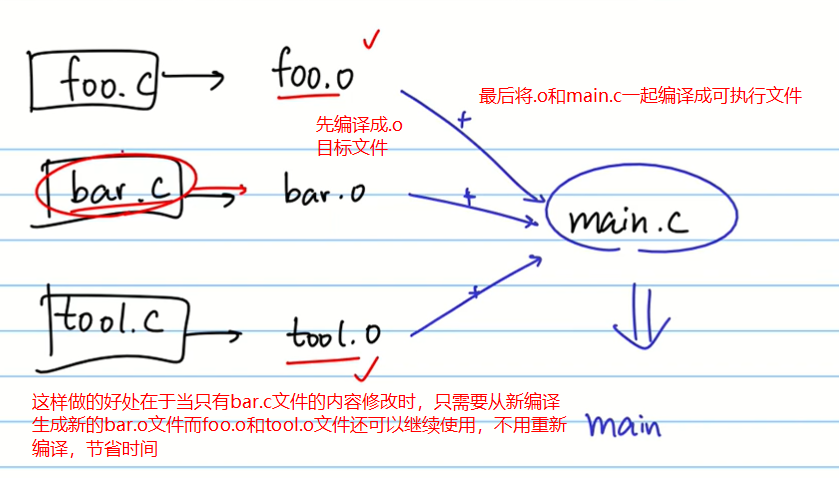 foo.c
foo.o
最后将.o和main.c一起编译成可执行文件
+
先编译成.o
目标文件
bar.c
bar.o
+
main.c
tool.c
tool.o
+
这样做的好处在于当只有bar.c文件的内容修改时，只需要从新编译
生成新的bar.o文件而foo.o和tool.o文件还可以继续使用，不用重新
编译，节省时间
main